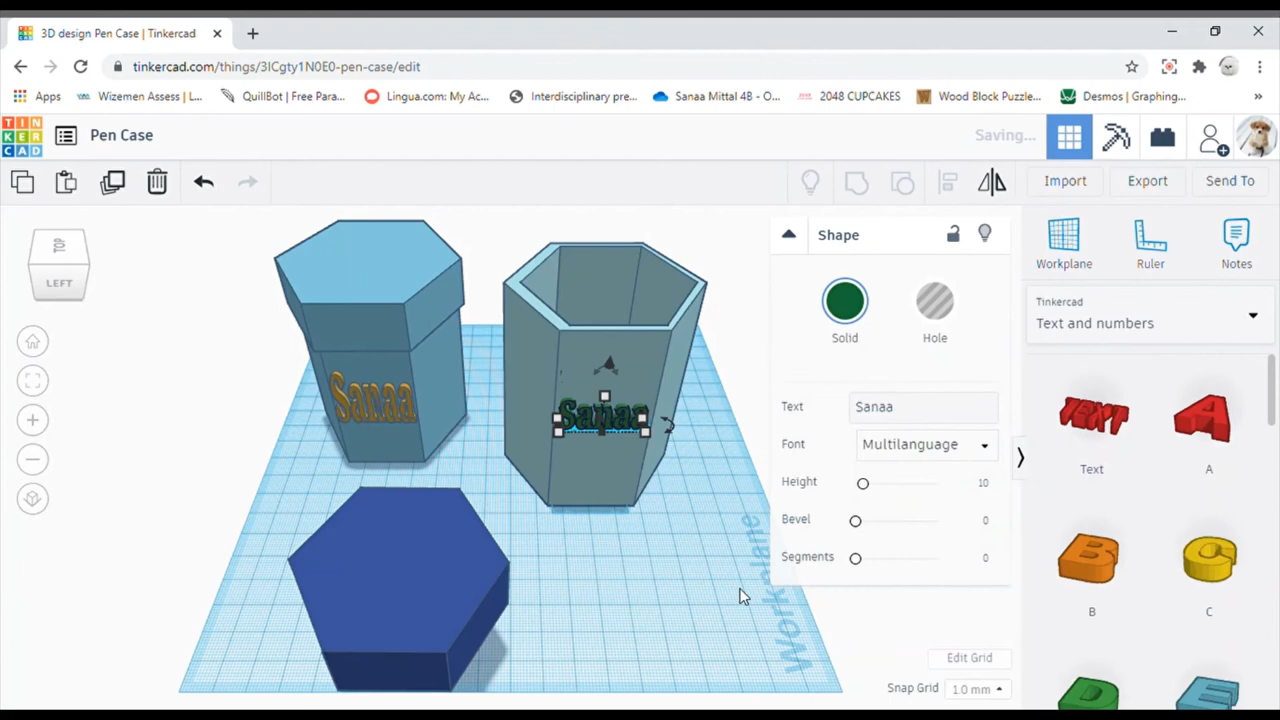 3D design Pen Case | Tinkercad
tinkercad.com/things/3ICgty1N0E0-pen-case/edit
Apps
Wizemen Assess | L...
QuillBot | Free Para...
Lingua.com: My Ac...
Interdisciplinary pre...
Sanaa Mittal 4B - O...
2048 CUPCAKES
Wood Block Puzzle...
Desmos | Graphing...
»
TIN
KER
CAD
Pen Case
Saving...
Import
Export
Send To
TOP
LEFT
Sanaa
Sanaa
Workplane
Shape
Solid
Hole
Text
Sanaa
Font
Multilanguage
Height
10
Bevel
0
Segments
0
Edit Grid
Snap Grid
1.0 mm
Workplane
Ruler
Notes
Tinkercad
Text and numbers
TEXT
A
Text
A
B
C
B
C
D
E